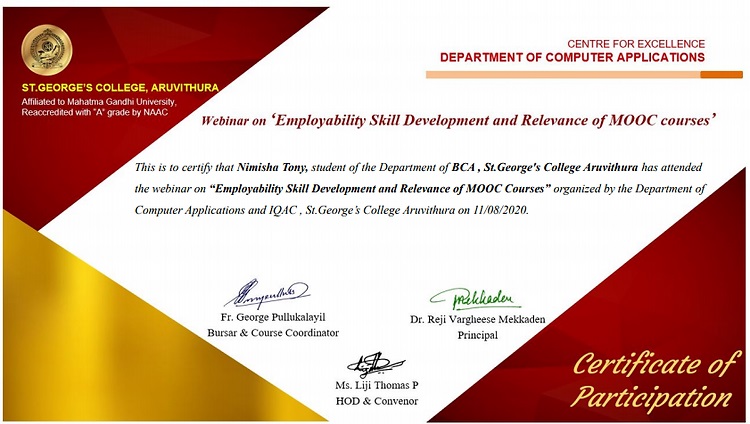 CENTRE FOR EXCELLENCE
DEPARTMENT OF COMPUTER APPLICATIONS
ST.GEORGE'S COLLEGE, ARUVITHURA
Affiliated to Mahatma Gandhi University,
Reaccredited with "A" grade by NAAC
Webinar on ‘Employability Skill Development and Relevance of MOOC courses’
This is to certify that Nimisha Tony, student of the Department of BCA , St.George's College Aruvithura has attended
the webinar on “Employability Skill Development and Relevance of MOOC Courses” organized by the Department of
Computer Applications and IQAC , St.George’s College Aruvithura on 11/08/2020.
Fr. George Pullukalayil
Bursar & Course Coordinator
Mekkaden
Dr. Reji Vargheese Mekkaden
Principal
Ms. Liji Thomas P
HOD & Convenor
Certificate of
Participation